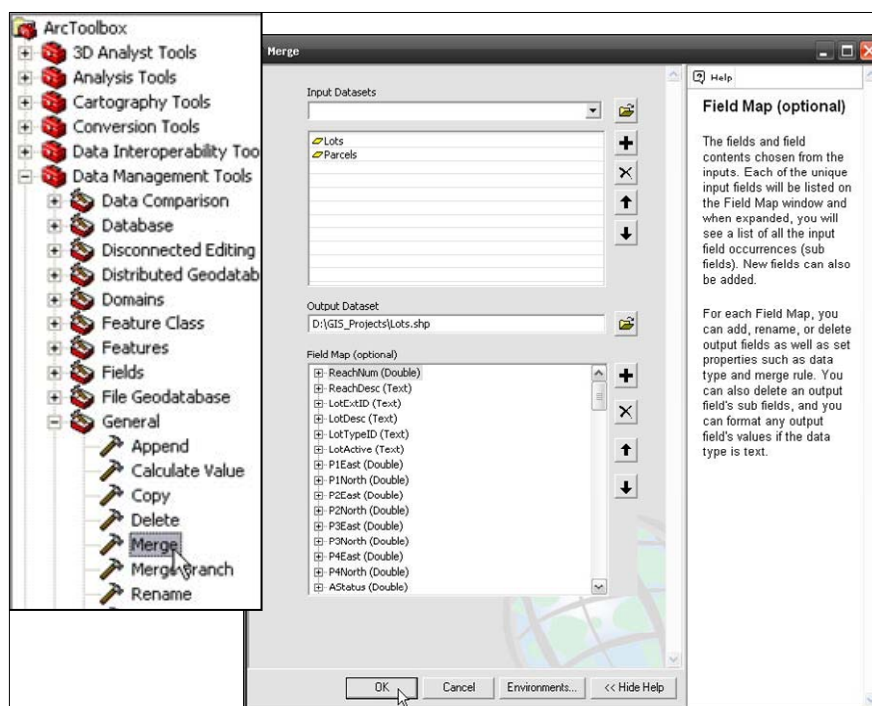 ArcToolbox
3D Analyst Tools
Analysis Tools
Cartography Tools
Conversion Tools
Data Interoperability Too
Data Management Tools
Data Comparison
Database
Disconnected Editing
Distributed Geodatab
Domains
Feature Class
Features
Fields
File Geodatabase
General
Append
Calculate Value
Copy
Delete
Merge
Merge Branch
Rename
Merge
Input Datasets
Lots
Parcels
Output Dataset
D:\GIS_Projects\Lots.shp
Field Map (optional)
ReachNum (Double)
ReachDesc (Text)
LotExtID (Text)
LotDesc (Text)
LotTypeID (Text)
LotActive (Text)
P1East (Double)
P1North (Double)
P2East (Double)
P2North (Double)
P3East (Double)
P3North (Double)
P4East (Double)
P4North (Double)
AStatus (Double)
OK
Cancel
Environments...
<< Hide Help
Help
Field Map (optional)
The fields and field
contents chosen from the
inputs. Each of the unique
input fields will be listed on
the Field Map window and
when expanded, you will
see a list of all the input
field occurrences (sub
fields). New fields can also
be added.
For each Field Map, you
can add, rename, or delete
output fields as well as set
properties such as data
type and merge rule. You
can also delete an output
field's sub fields, and you
can format any output
field's values if the data
type is text.